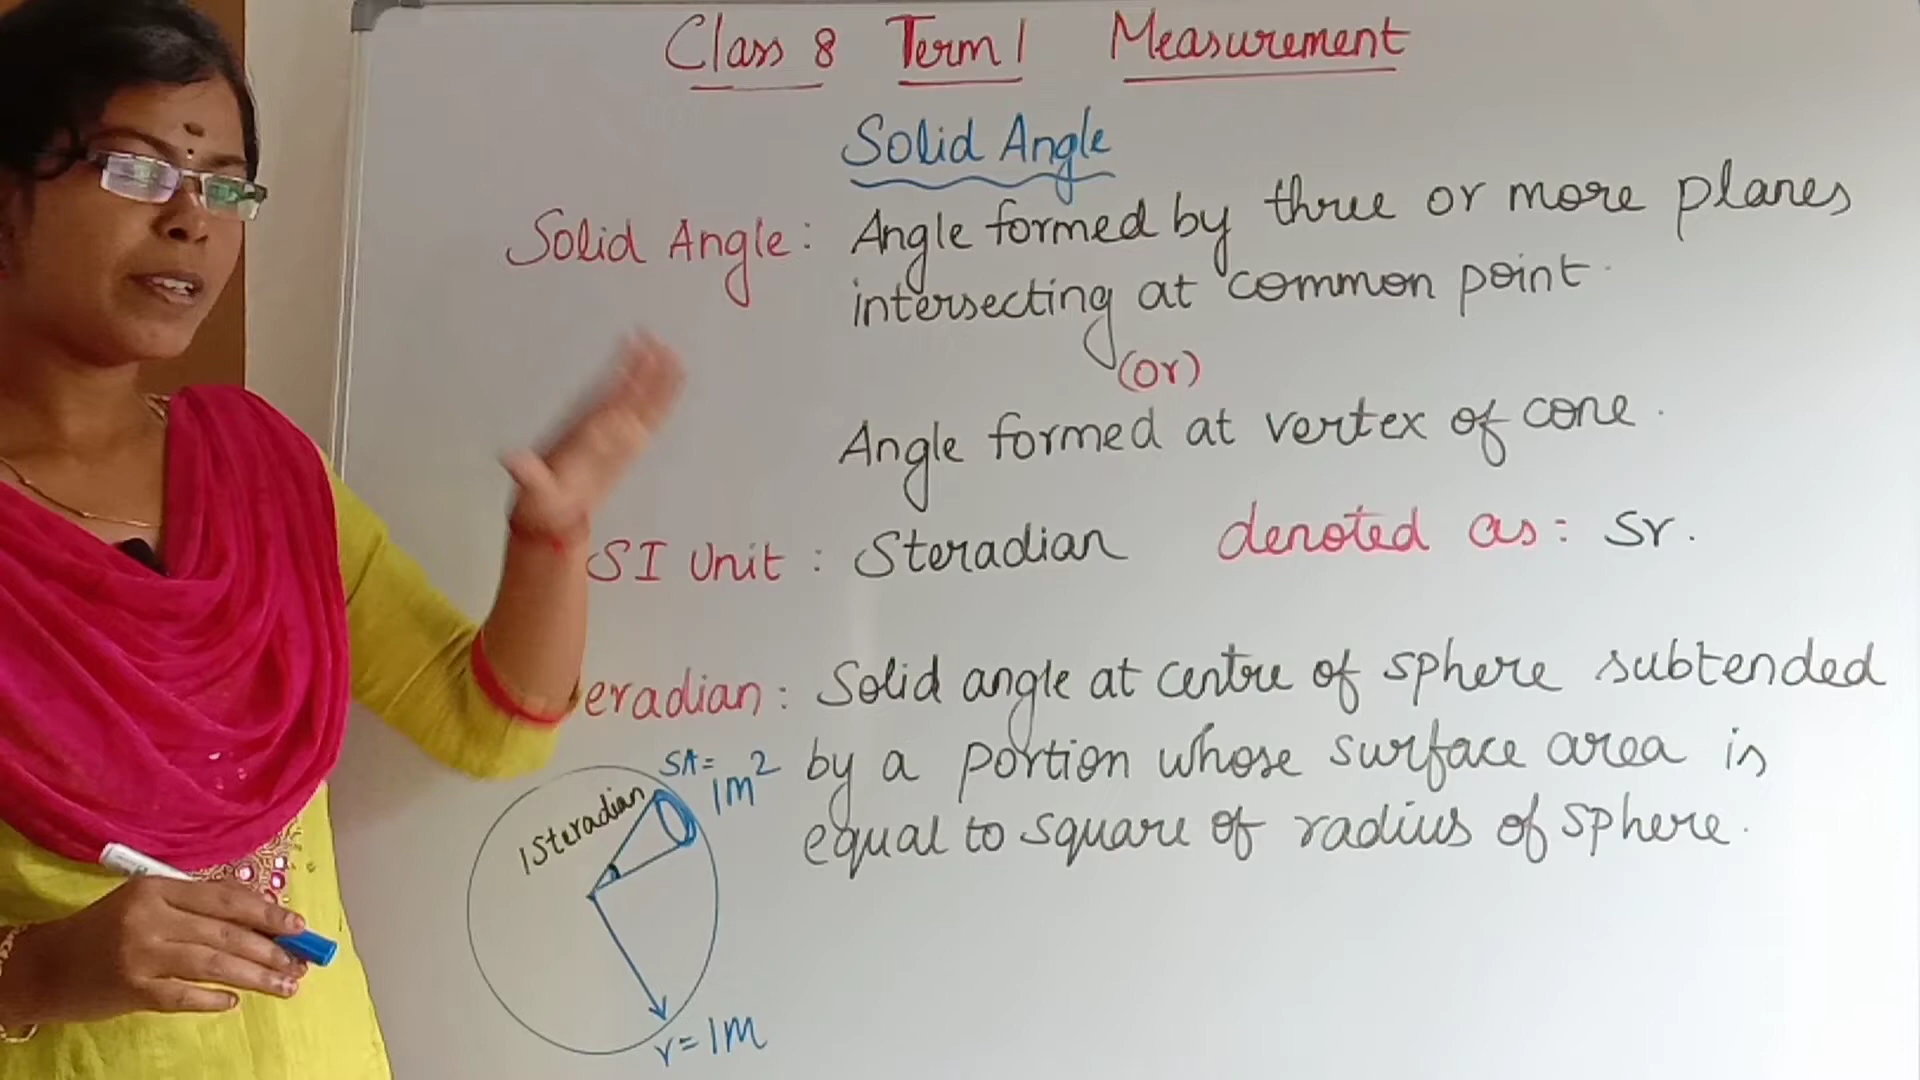 Class 8 Term 1 Measurement
Solid Angle
Solid Angle: Angle formed by three or more planes
intersecting at common point.
(or)
Angle formed at vertex of cone.
SI Unit : Steradian denoted as: Sr.
eradian: Solid angle at centre of sphere subtended
by a portion whose surface area is
equal to square of radius of sphere.
SA=
1m²
1 Steradian
r=1m